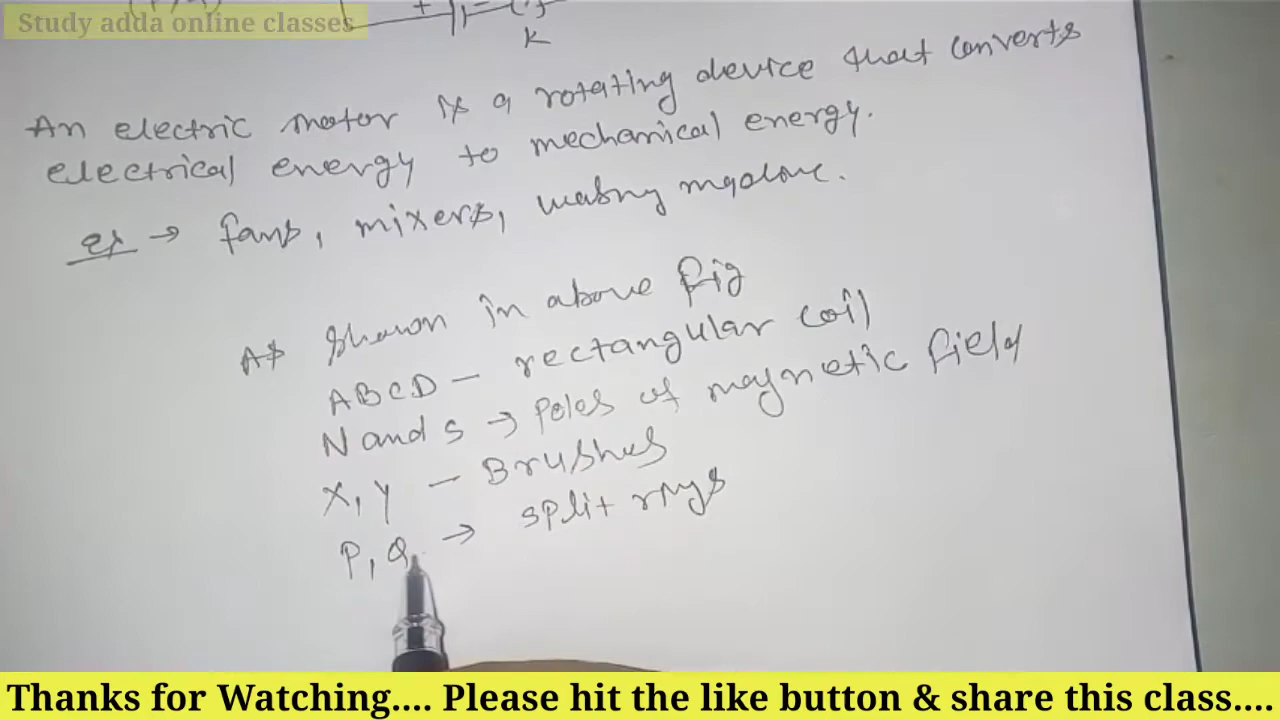 Study adda online classes
+
K
An electric motor is a rotating device that converts
electrical energy to mechanical energy.
ex → fans, mixers,
As shown in above fig
ABCD - rectangular coil
N and S → Poles of magnetic field
X, Y - Brushes
P, Q → split rings
Thanks for Watching.... Please hit the like button & share this class....